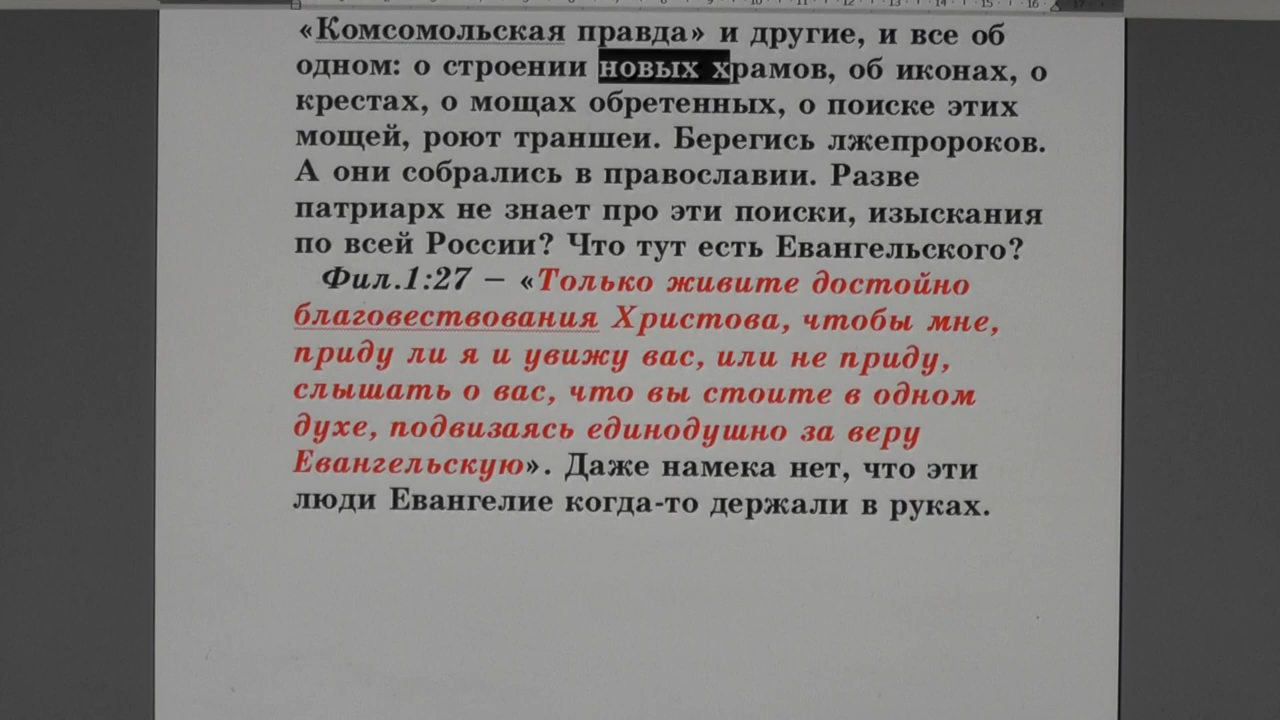 «Комсомольская правда» и другие, и все об
одном: о строении новых храмов, об иконах, о
крестах, о мощах обретенных, о поиске этих
мощей, роют траншеи. Берегись лжепророков.
А они собрались в православии. Разве
патриарх не знает про эти поиски, изыскания
по всей России? Что тут есть Евангельского?
Фил.1:27 – «Только живите достойно
благовествования Христова, чтобы мне,
приду ли я и увижу вас, или не приду,
слышать о вас, что вы стоите в одном
духе, подвизаясь единодушно за веру
Евангельскую». Даже намека нет, что эти
люди Евангелие когда-то держали в руках.